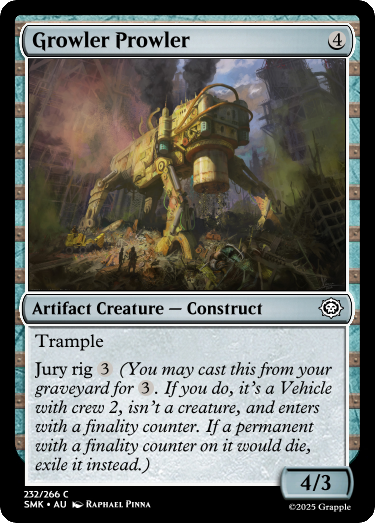 Growler Prowler 4
Artifact Creature — Construct
Trample
Jury rig 3 (You may cast this from your
graveyard for 3. If you do, it's a Vehicle
with crew 2, isn't a creature, and enters
with a finality counter. If a permanent
with a finality counter on it would die,
exile it instead.)
4/3
232/266 C
SMK • AU Raphael Pinna
©2025 Grapple